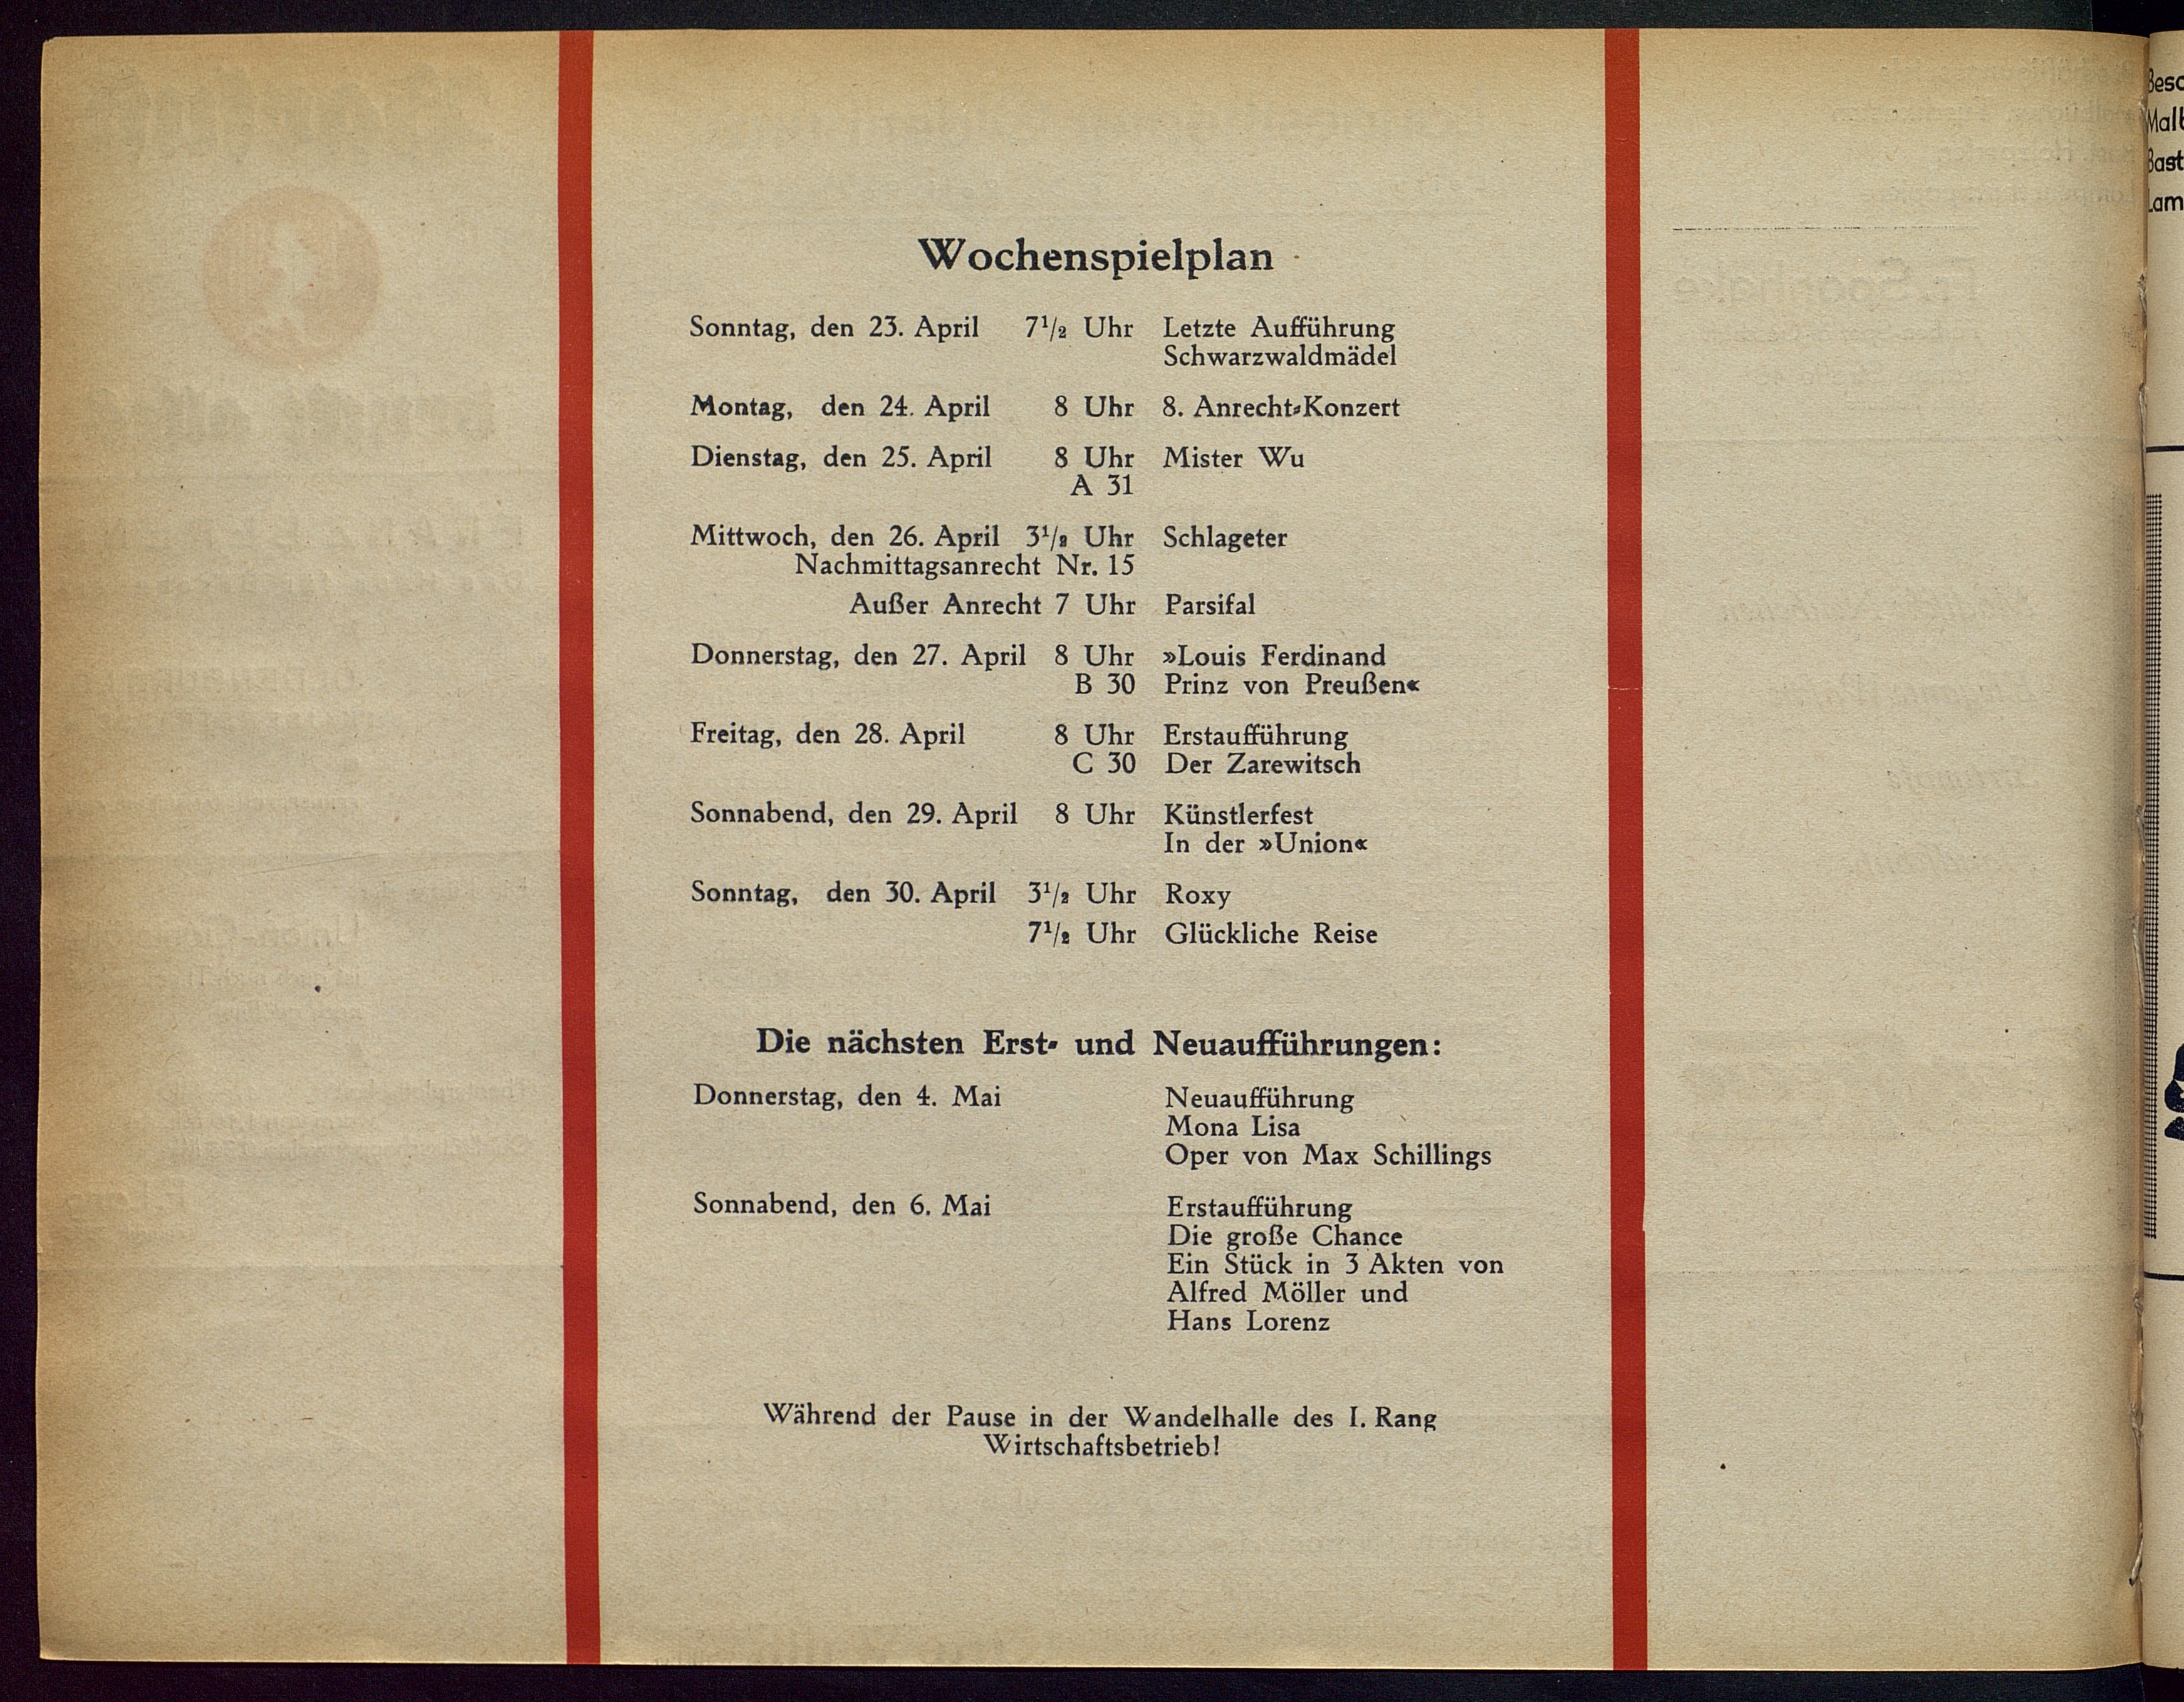 Wochenspielplan
Sonntag, den 23. April 7½ Uhr Letzte Aufführung
Schwarzwaldmädel
Montag, den 24. April 8 Uhr 8. Anrecht-Konzert
Dienstag, den 25. April 8 Uhr Mister Wu
A 31
Mittwoch, den 26. April 3½ Uhr Schlageter
Nachmittagsanrecht Nr. 15
Außer Anrecht 7 Uhr Parsifal
Donnerstag, den 27. April 8 Uhr »Louis Ferdinand
B 30 Prinz von Preußen«
Freitag, den 28. April 8 Uhr Erstaufführung
C 30 Der Zarewitsch
Sonnabend, den 29. April 8 Uhr Künstlerfest
In der »Union«
Sonntag, den 30. April 3½ Uhr Roxy
7½ Uhr Glückliche Reise
Die nächsten Erst- und Neuaufführungen:
Donnerstag, den 4. Mai Neuaufführung
Mona Lisa
Oper von Max Schillings
Sonnabend, den 6. Mai Erstaufführung
Die große Chance
Ein Stück in 3 Akten von
Alfred Möller und
Hans Lorenz
Während der Pause in der Wandelhalle des I. Rang
Wirtschaftsbetrieb!